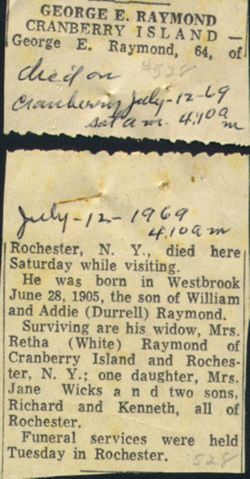 GEORGE E. RAYMOND
CRANBERRY ISLAND —
George E. Raymond, 64, of
died on
4528
Cranberry July-12-69
sat a.m. 4:10 a m
July-12-1969
4.10 a m
Rochester, N. Y., died here
Saturday while visiting.
He was born in Westbrook
June 28, 1905, the son of William
and Addie (Durrell) Raymond.
Surviving are his widow, Mrs.
Retha (White) Raymond of
Cranberry Island and Roches-
ter, N. Y.; one daughter, Mrs.
Jane Wicks a n d two sons,
Richard and Kenneth, all of
Rochester.
Funeral services were held
Tuesday in Rochester.
528